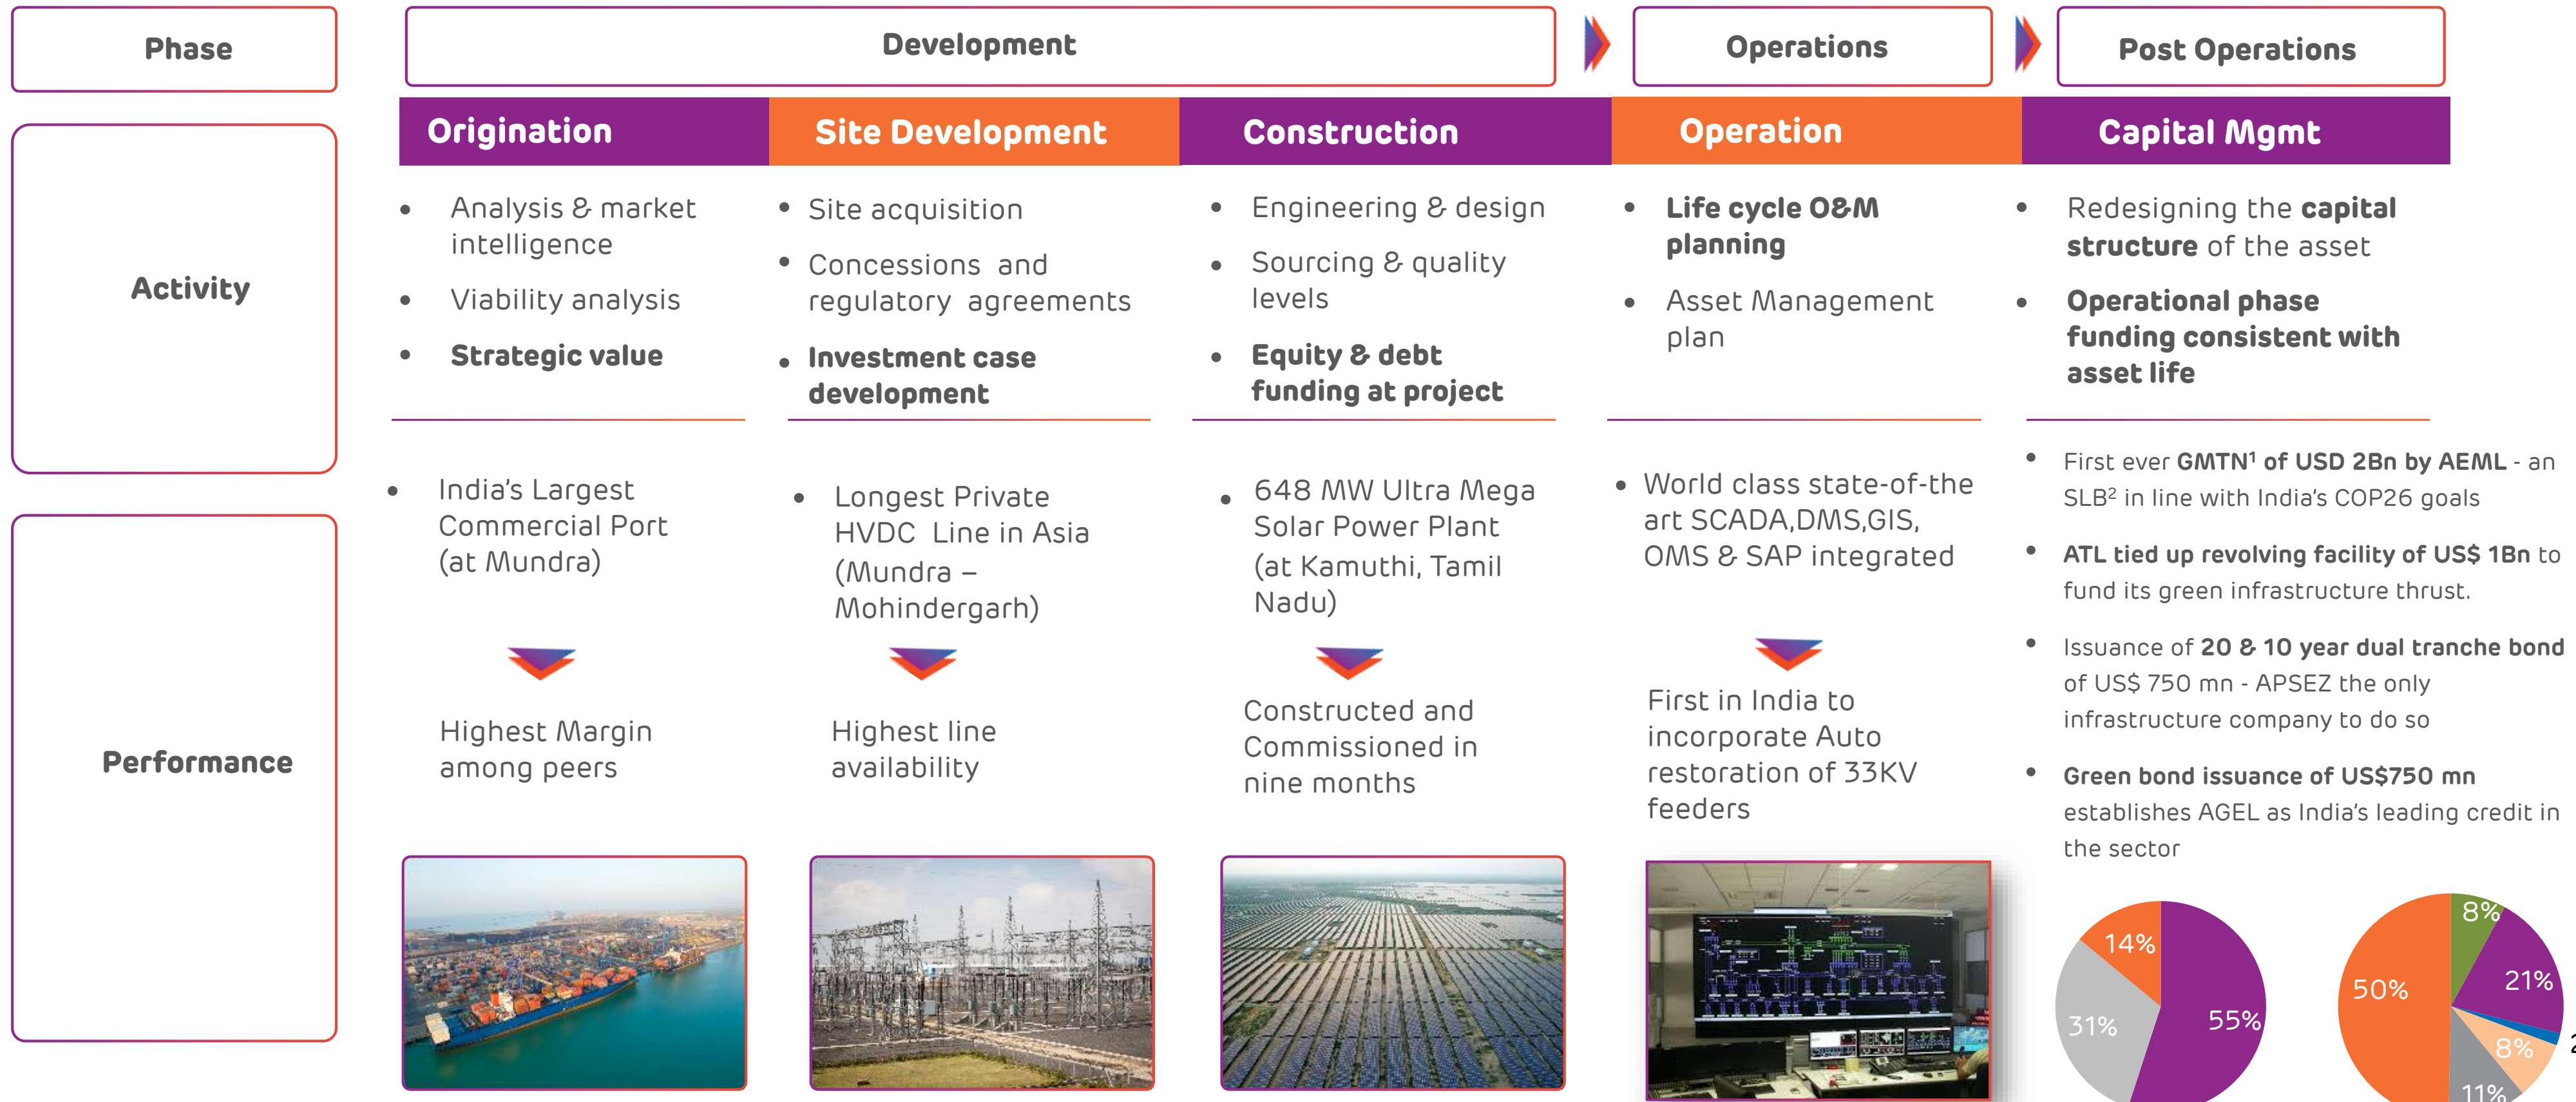 Phase
Development
Operations
Post Operations
Activity
Origination
Site Development
Construction
Operation
Capital Mgmt
• Analysis & market
intelligence
• Viability analysis
• Strategic value
• Site acquisition
• Concessions and
regulatory agreements
• Investment case
development
• Engineering & design
• Sourcing & quality
levels
• Equity & debt
funding at project
• Life cycle O&M
planning
• Asset Management
plan
• Redesigning the capital
structure of the asset
• Operational phase
funding consistent with
asset life
Performance
• India's Largest
Commercial Port
(at Mundra)
Highest Margin
among peers
• Longest Private
HVDC Line in Asia
(Mundra –
Mohindergarh)
Highest line
availability
• 648 MW Ultra Mega
Solar Power Plant
(at Kamuthi, Tamil
Nadu)
Constructed and
Commissioned in
nine months
• World class state-of-the
art SCADA,DMS,GIS,
OMS & SAP integrated
First in India to
incorporate Auto
restoration of 33KV
feeders
• First ever GMTN¹ of USD 2Bn by AEML - an
SLB² in line with India's COP26 goals
• ATL tied up revolving facility of US$ 1Bn to
fund its green infrastructure thrust.
• Issuance of 20 & 10 year dual tranche bond
of US$ 750 mn - APSEZ the only
infrastructure company to do so
• Green bond issuance of US$750 mn
establishes AGEL as India's leading credit in
the sector
14%
31%
55%
8%
21%
50%
8%
11%